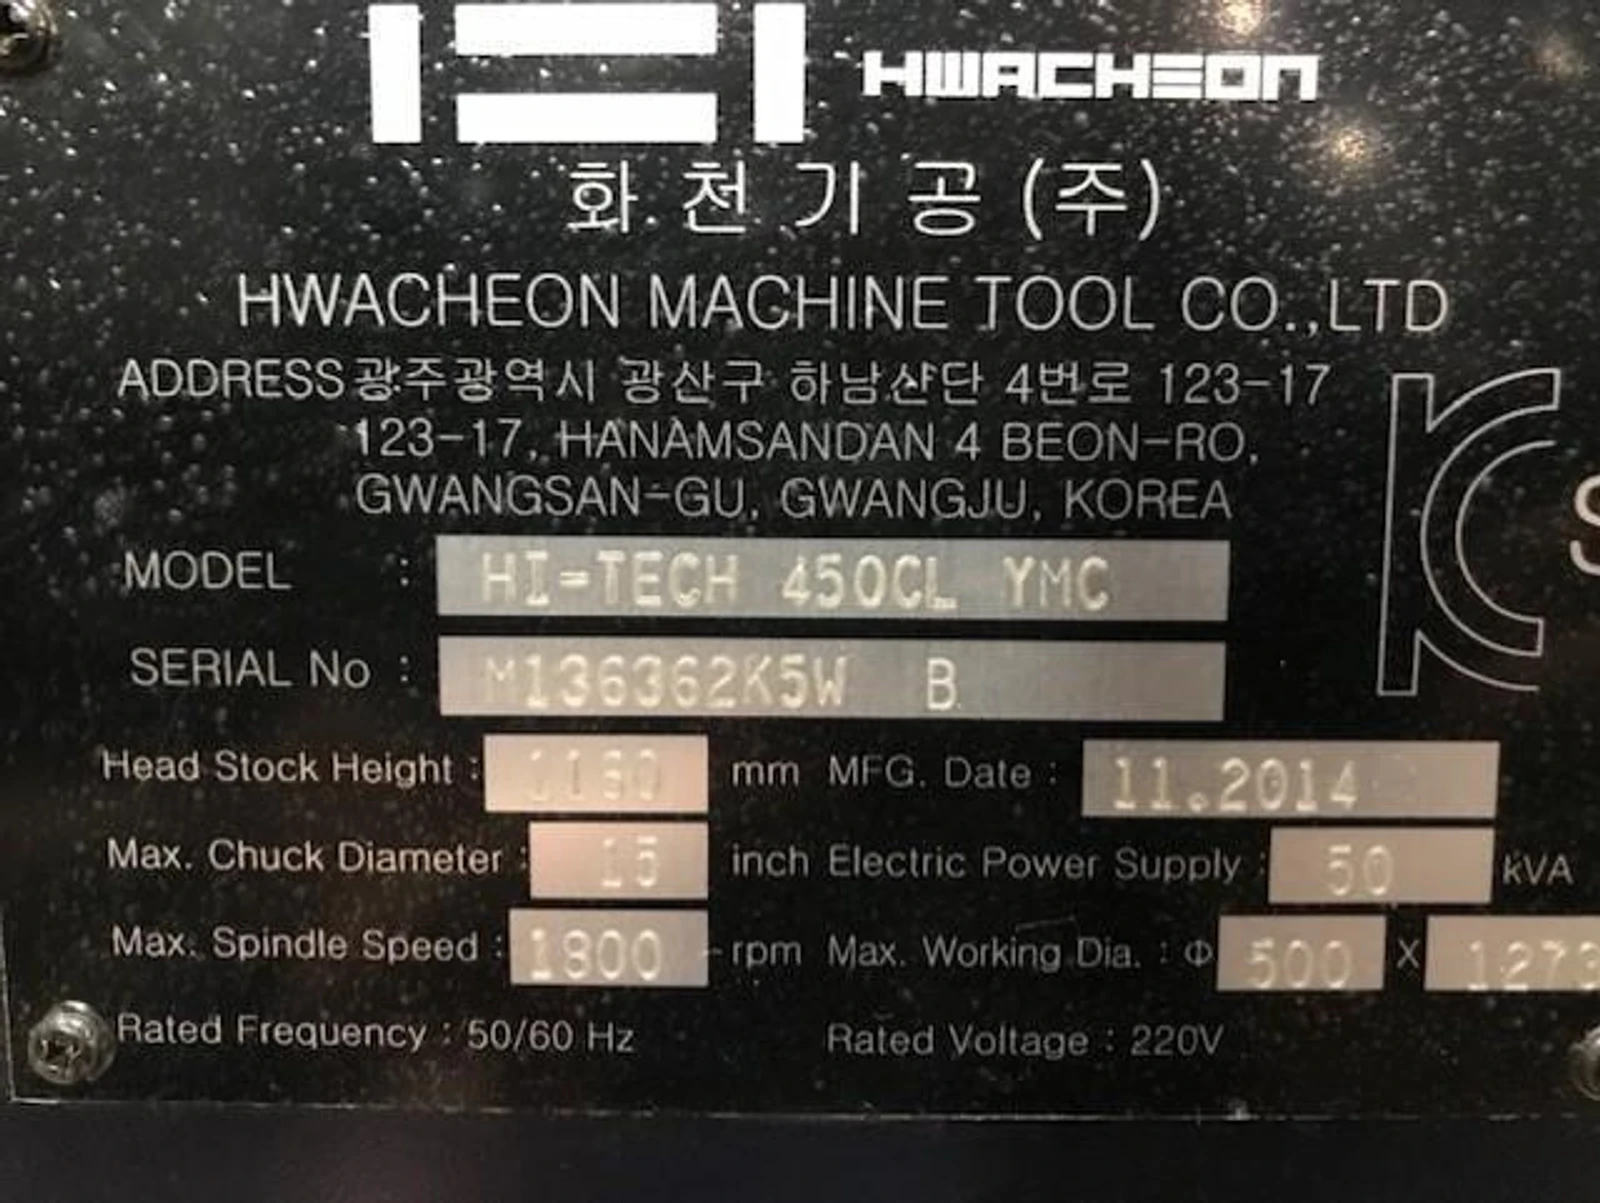 HWACHEON
화천기공(주)
HWACHEON MACHINE TOOL CO.,LTD
ADDRESS 광주광역시 광산구 하남산단 4번로 123-17
123-17, HANAMSANDAN 4 BEON-RO,
GWANGSAN-GU, GWANGJU, KOREA
MODEL : HI-TECH 450CL YMC
SERIAL No : M136362K5W B
Head Stock Height : mm MFG. Date : 11.2014
Max. Chuck Diameter : 15 inch Electric Power Supply : 50 kVA
Max. Spindle Speed : 1800 rpm Max. Working Dia. : Φ 500 X 1273
Rated Frequency : 50/60 Hz Rated Voltage : 220V